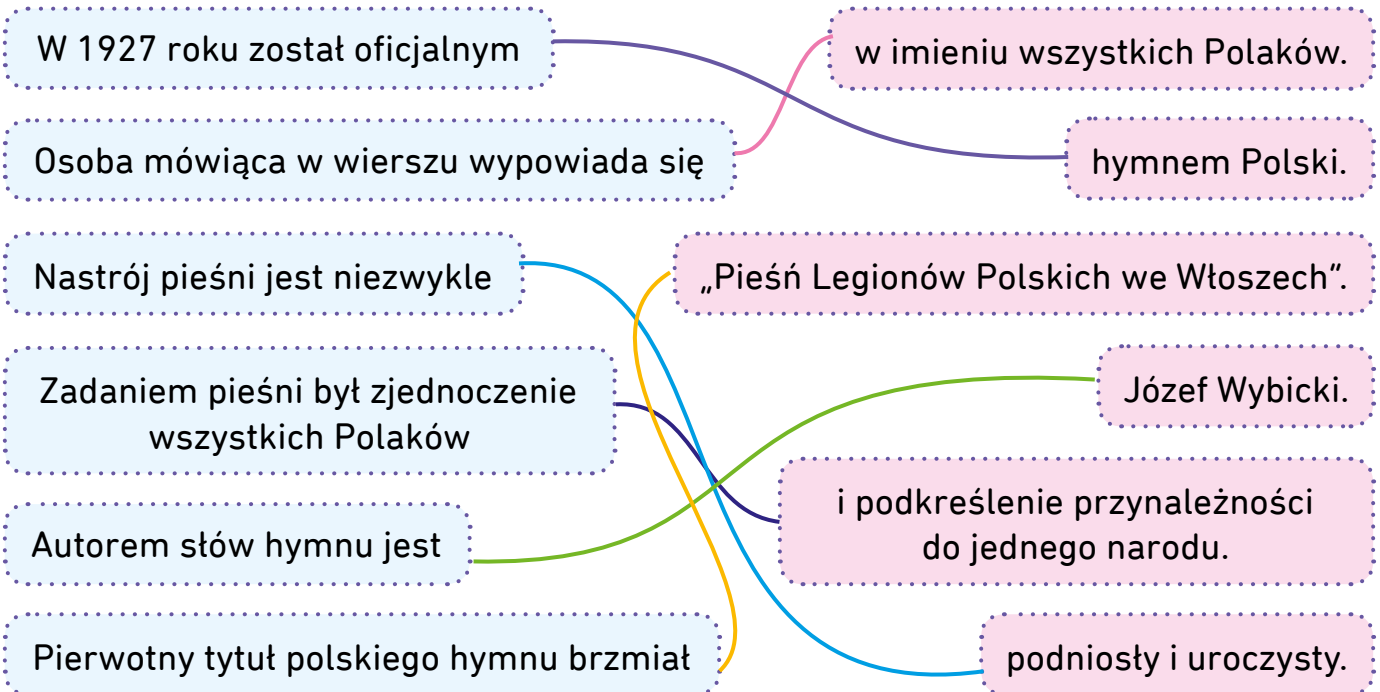 W 1927 roku został oficjalnym
w imieniu wszystkich Polaków.
Osoba mówiąca w wierszu wypowiada się
hymnem Polski.
Nastrój pieśni jest niezwykle
„Pieśń Legionów Polskich we Włoszech”.
Zadaniem pieśni był zjednoczenie
wszystkich Polaków
Józef Wybicki.
Autorem słów hymnu jest
i podkreślenie przynależności
do jednego narodu.
Pierwotny tytuł polskiego hymnu brzmiał
podniosły i uroczysty.